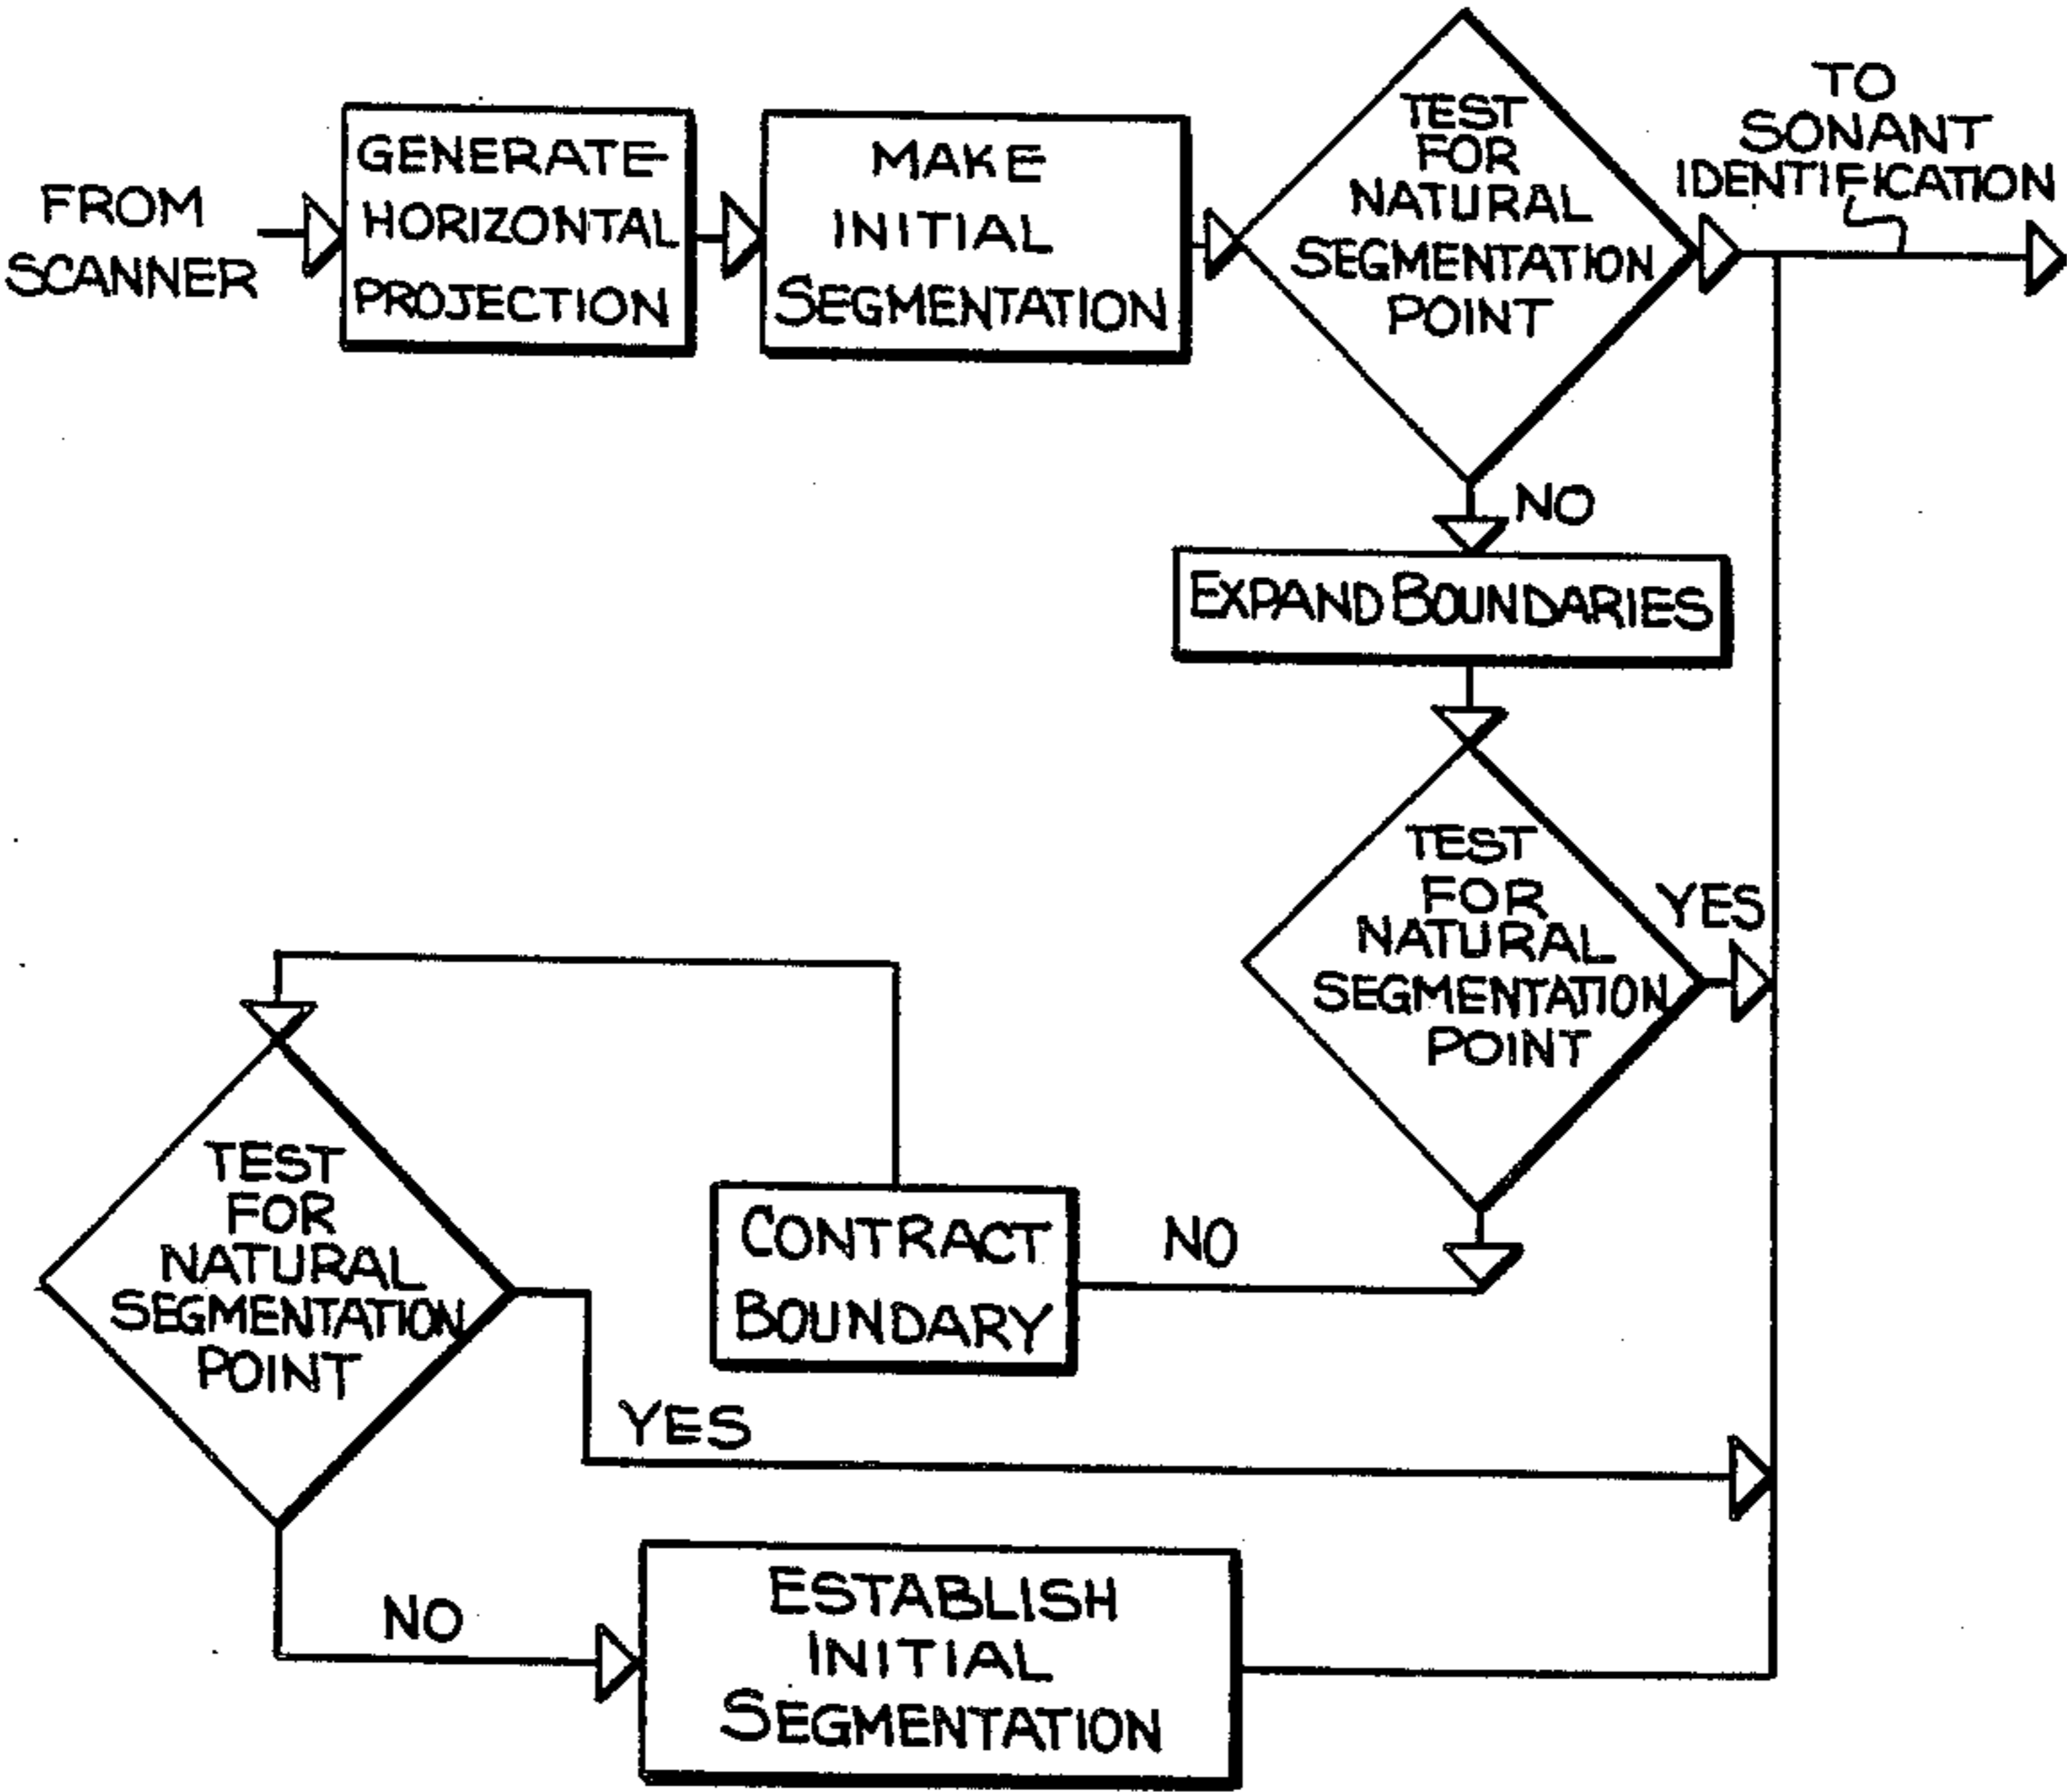 FROM
SCANNER
GENERATE
HORIZONTAL
PROJECTION
MAKE
INITIAL
SEGMENTATION
TEST
FOR
NATURAL
SEGMENTATION
POINT
TO
SONANT
IDENTIFICATION
NO
EXPAND BOUNDARIES
TEST
FOR
NATURAL
SEGMENTATION
POINT
YES
NO
CONTRACT
BOUNDARY
TEST
FOR
NATURAL
SEGMENTATION
POINT
YES
NO
ESTABLISH
INITIAL
SEGMENTATION